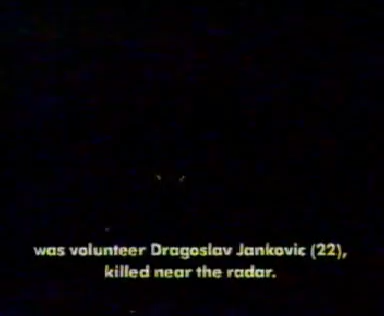 was volunteer Dragoslav Jankovic (22),
killed near the radar.